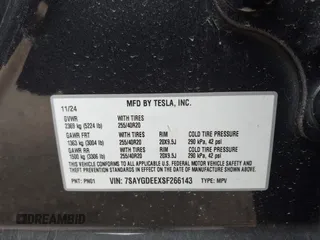 MFD BY TESLA, INC.
11/24
GVWR WITH TIRES
2369 kg (5224 lb) 255/40R20
GAWR FRT WITH TIRES RIM COLD TIRE PRESSURE
1363 kg (3004 lb) 255/40R20 20X9.5J 290 kPa, 42 psi
GAWR RR WITH TIRES RIM COLD TIRE PRESSURE
1500 kg (3306 lb) 255/40R20 20X9.5J 290 kPa, 42 psi
THIS VEHICLE CONFORMS TO ALL APPLICABLE
FEDERAL MOTOR VEHICLE SAFETY AND THEFT
PREVENTION STANDARDS IN EFFECT ON THE DATE OF
MANUFACTURE SHOWN ABOVE.
PNT: PN01 VIN: 7SAYGDEEXSF266143 TYPE: MPV
DREAMBID